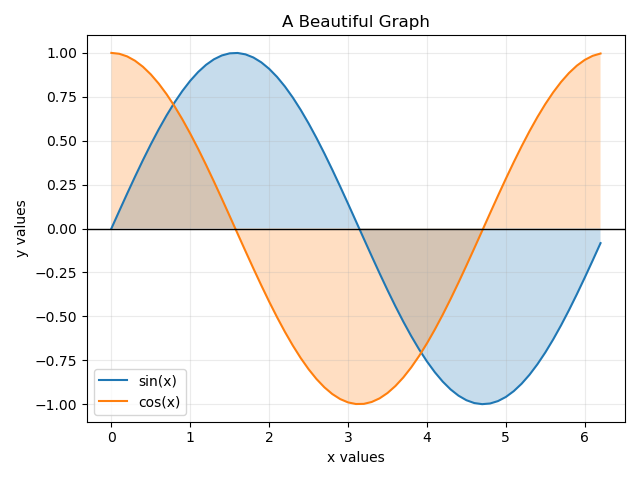 A Beautiful Graph
y values
1.00
0.75
0.50
0.25
0.00
−0.25
−0.50
−0.75
−1.00
sin(x)
cos(x)
0 1 2 3 4 5 6
x values